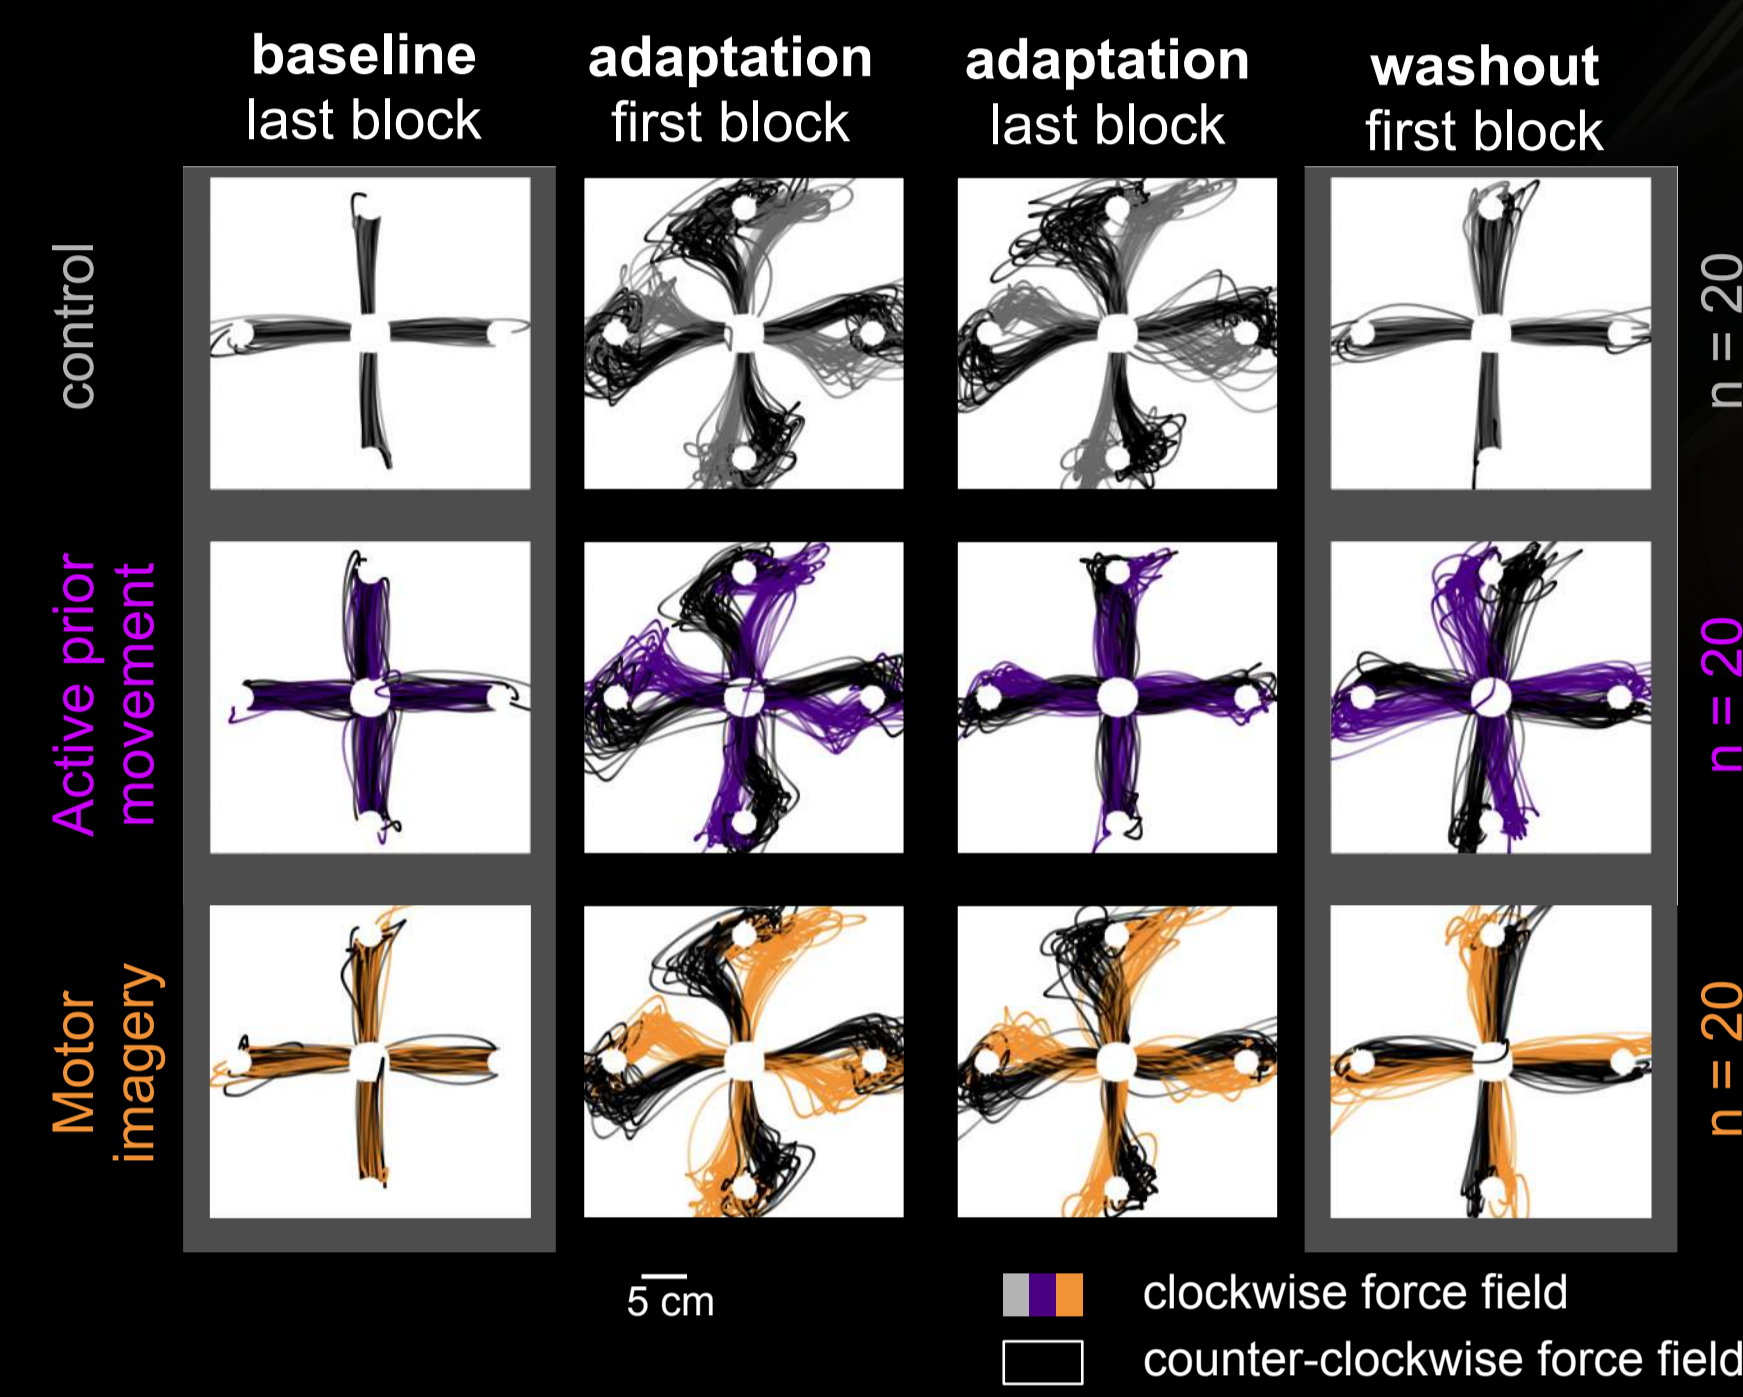 baseline
last block
adaptation
first block
adaptation
last block
washout
first block
control
n = 20
Active prior
movement
n = 20
Motor
imagery
n = 20
5 cm
clockwise force field
counter-clockwise force field